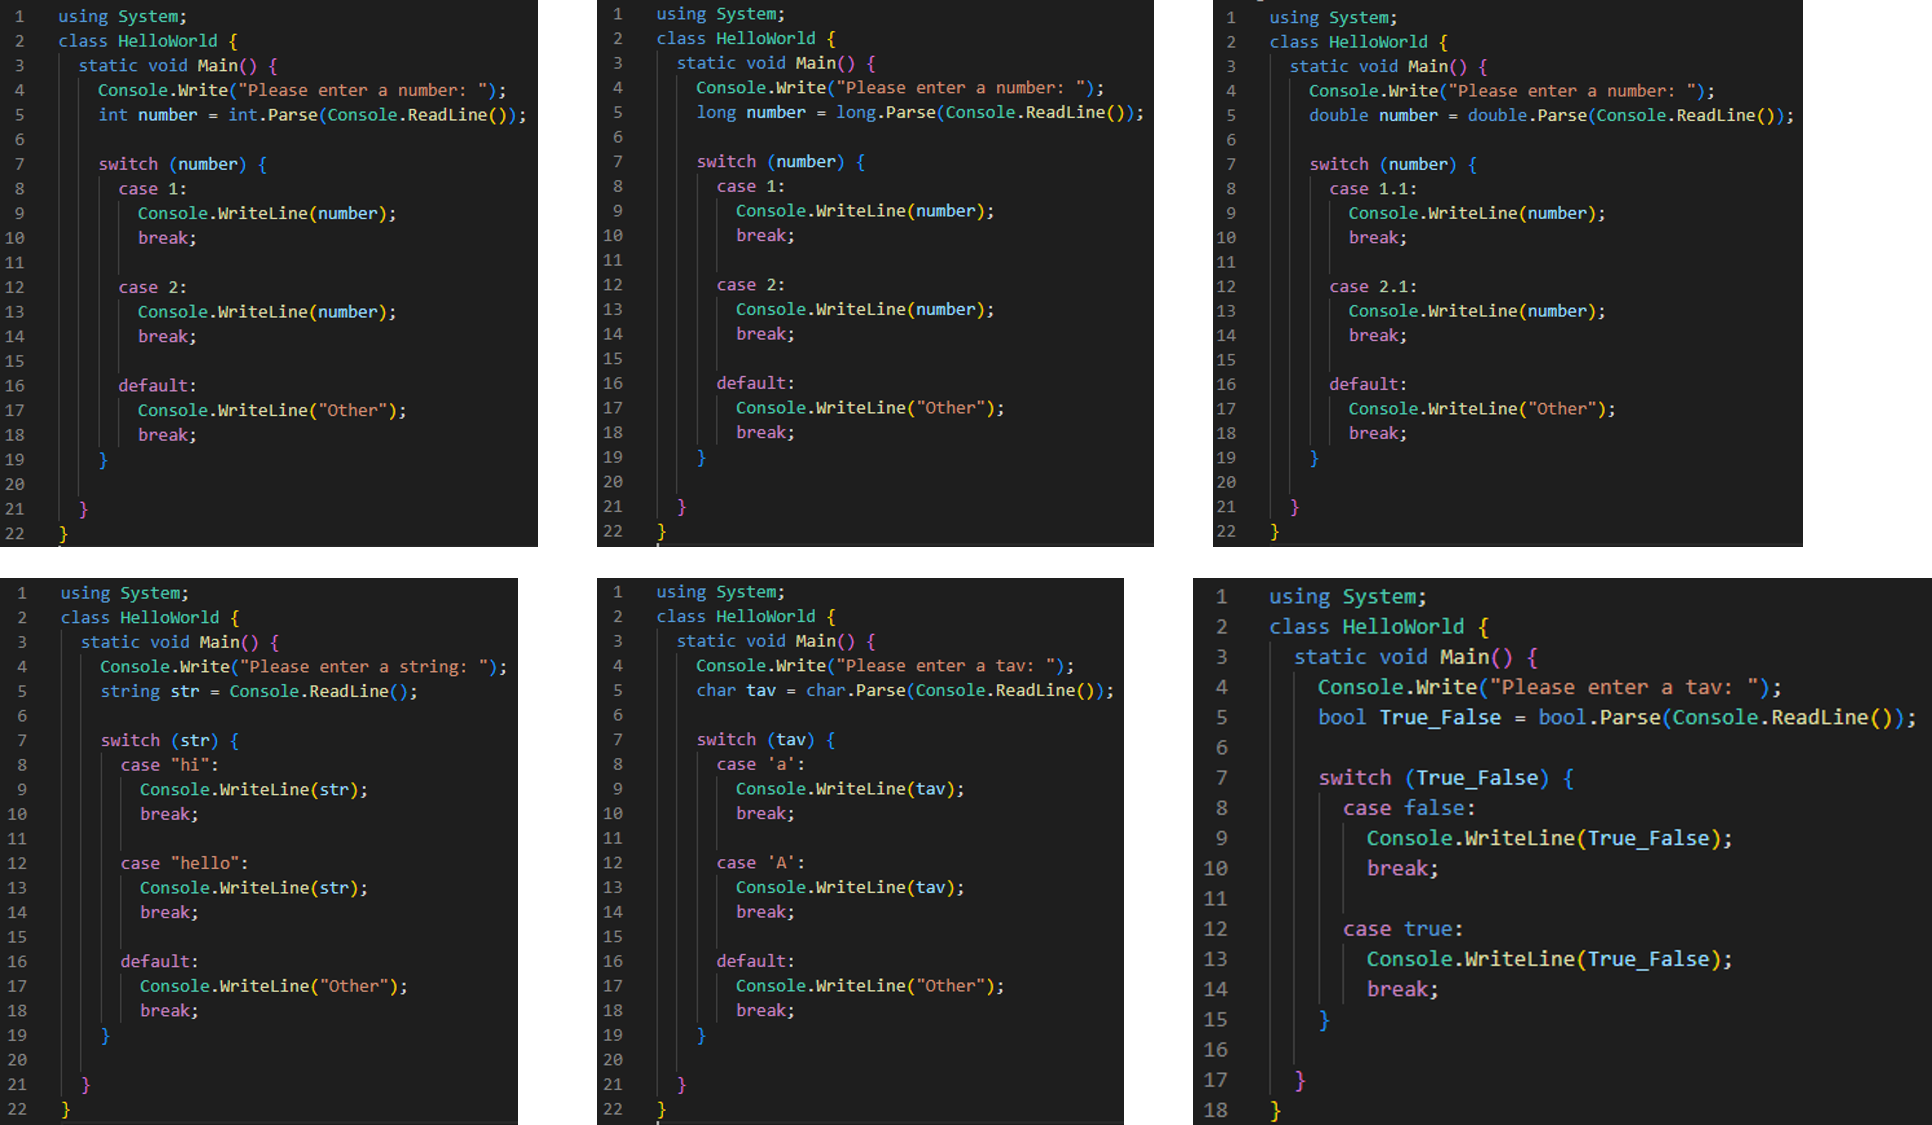 1 using System;
2 class HelloWorld {
3 static void Main() {
4 Console.Write("Please enter a number: ");
5 int number = int.Parse(Console.ReadLine());
6
7 switch (number) {
8 case 1:
9 Console.WriteLine(number);
10 break;
11
12 case 2:
13 Console.WriteLine(number);
14 break;
15
16 default:
17 Console.WriteLine("Other");
18 break;
19 }
20
21 }
22 }
1 using System;
2 class HelloWorld {
3 static void Main() {
4 Console.Write("Please enter a number: ");
5 long number = long.Parse(Console.ReadLine());
6
7 switch (number) {
8 case 1:
9 Console.WriteLine(number);
10 break;
11
12 case 2:
13 Console.WriteLine(number);
14 break;
15
16 default:
17 Console.WriteLine("Other");
18 break;
19 }
20
21 }
22 }
1 using System;
2 class HelloWorld {
3 static void Main() {
4 Console.Write("Please enter a number: ");
5 double number = double.Parse(Console.ReadLine());
6
7 switch (number) {
8 case 1.1:
9 Console.WriteLine(number);
10 break;
11
12 case 2.1:
13 Console.WriteLine(number);
14 break;
15
16 default:
17 Console.WriteLine("Other");
18 break;
19 }
20
21 }
22 }
1 using System;
2 class HelloWorld {
3 static void Main() {
4 Console.Write("Please enter a string: ");
5 string str = Console.ReadLine();
6
7 switch (str) {
8 case "hi":
9 Console.WriteLine(str);
10 break;
11
12 case "hello":
13 Console.WriteLine(str);
14 break;
15
16 default:
17 Console.WriteLine("Other");
18 break;
19 }
20
21 }
22 }
1 using System;
2 class HelloWorld {
3 static void Main() {
4 Console.Write("Please enter a tav: ");
5 char tav = char.Parse(Console.ReadLine());
6
7 switch (tav) {
8 case 'a':
9 Console.WriteLine(tav);
10 break;
11
12 case 'A':
13 Console.WriteLine(tav);
14 break;
15
16 default:
17 Console.WriteLine("Other");
18 break;
19 }
20
21 }
22 }
1 using System;
2 class HelloWorld {
3 static void Main() {
4 Console.Write("Please enter a tav: ");
5 bool True_False = bool.Parse(Console.ReadLine());
6
7 switch (True_False) {
8 case false:
9 Console.WriteLine(True_False);
10 break;
11
12 case true:
13 Console.WriteLine(True_False);
14 break;
15 }
16
17 }
18 }